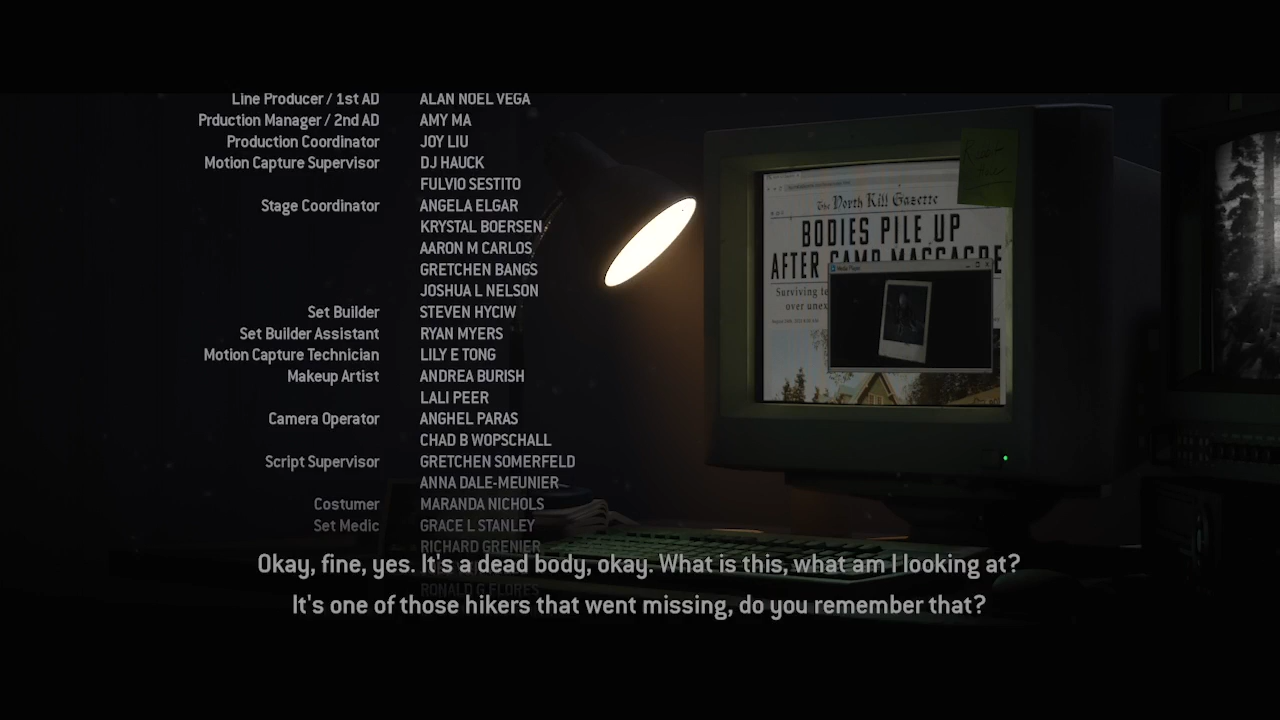 Line Producer / 1st AD ALAN NOEL VEGA
Prduction Manager / 2nd AD AMY MA
Production Coordinator JOY LIU
Motion Capture Supervisor DJ HAUCK
FULVIO SESTITO
Stage Coordinator ANGELA ELGAR
KRYSTAL BOERSEN
AARON M CARLOS
GRETCHEN BANGS
JOSHUA L NELSON
Set Builder STEVEN HYCIW
Set Builder Assistant RYAN MYERS
Motion Capture Technician LILY E TONG
Makeup Artist ANDREA BURISH
LALI PEER
Camera Operator ANGHEL PARAS
CHAD B WOPSCHALL
Script Supervisor GRETCHEN SOMERFELD
ANNA DALE-MEUNIER
Costumer MARANDA NICHOLS
Set Medic GRACE L STANLEY
RICHARD GRENIER
RONALD G FLORES
The North Kill Gazette
BODIES PILE UP
AFTER CAMP MASSACRE
Media Player
Surviving
over
Okay, fine, yes. It's a dead body, okay. What is this, what am I looking at?
It's one of those hikers that went missing, do you remember that?